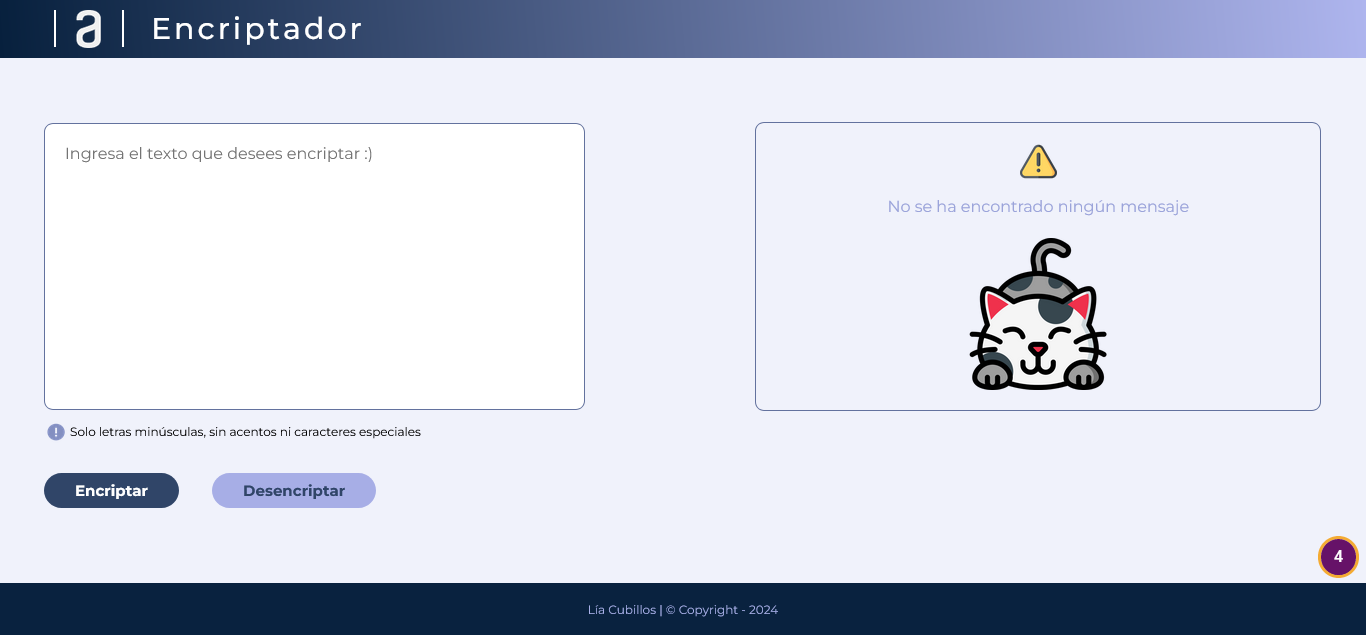 a Encriptador
Ingresa el texto que desees encriptar :)
No se ha encontrado ningún mensaje
! Solo letras minúsculas, sin acentos ni caracteres especiales
Encriptar
Desencriptar
4
Lía Cubillos | © Copyright - 2024